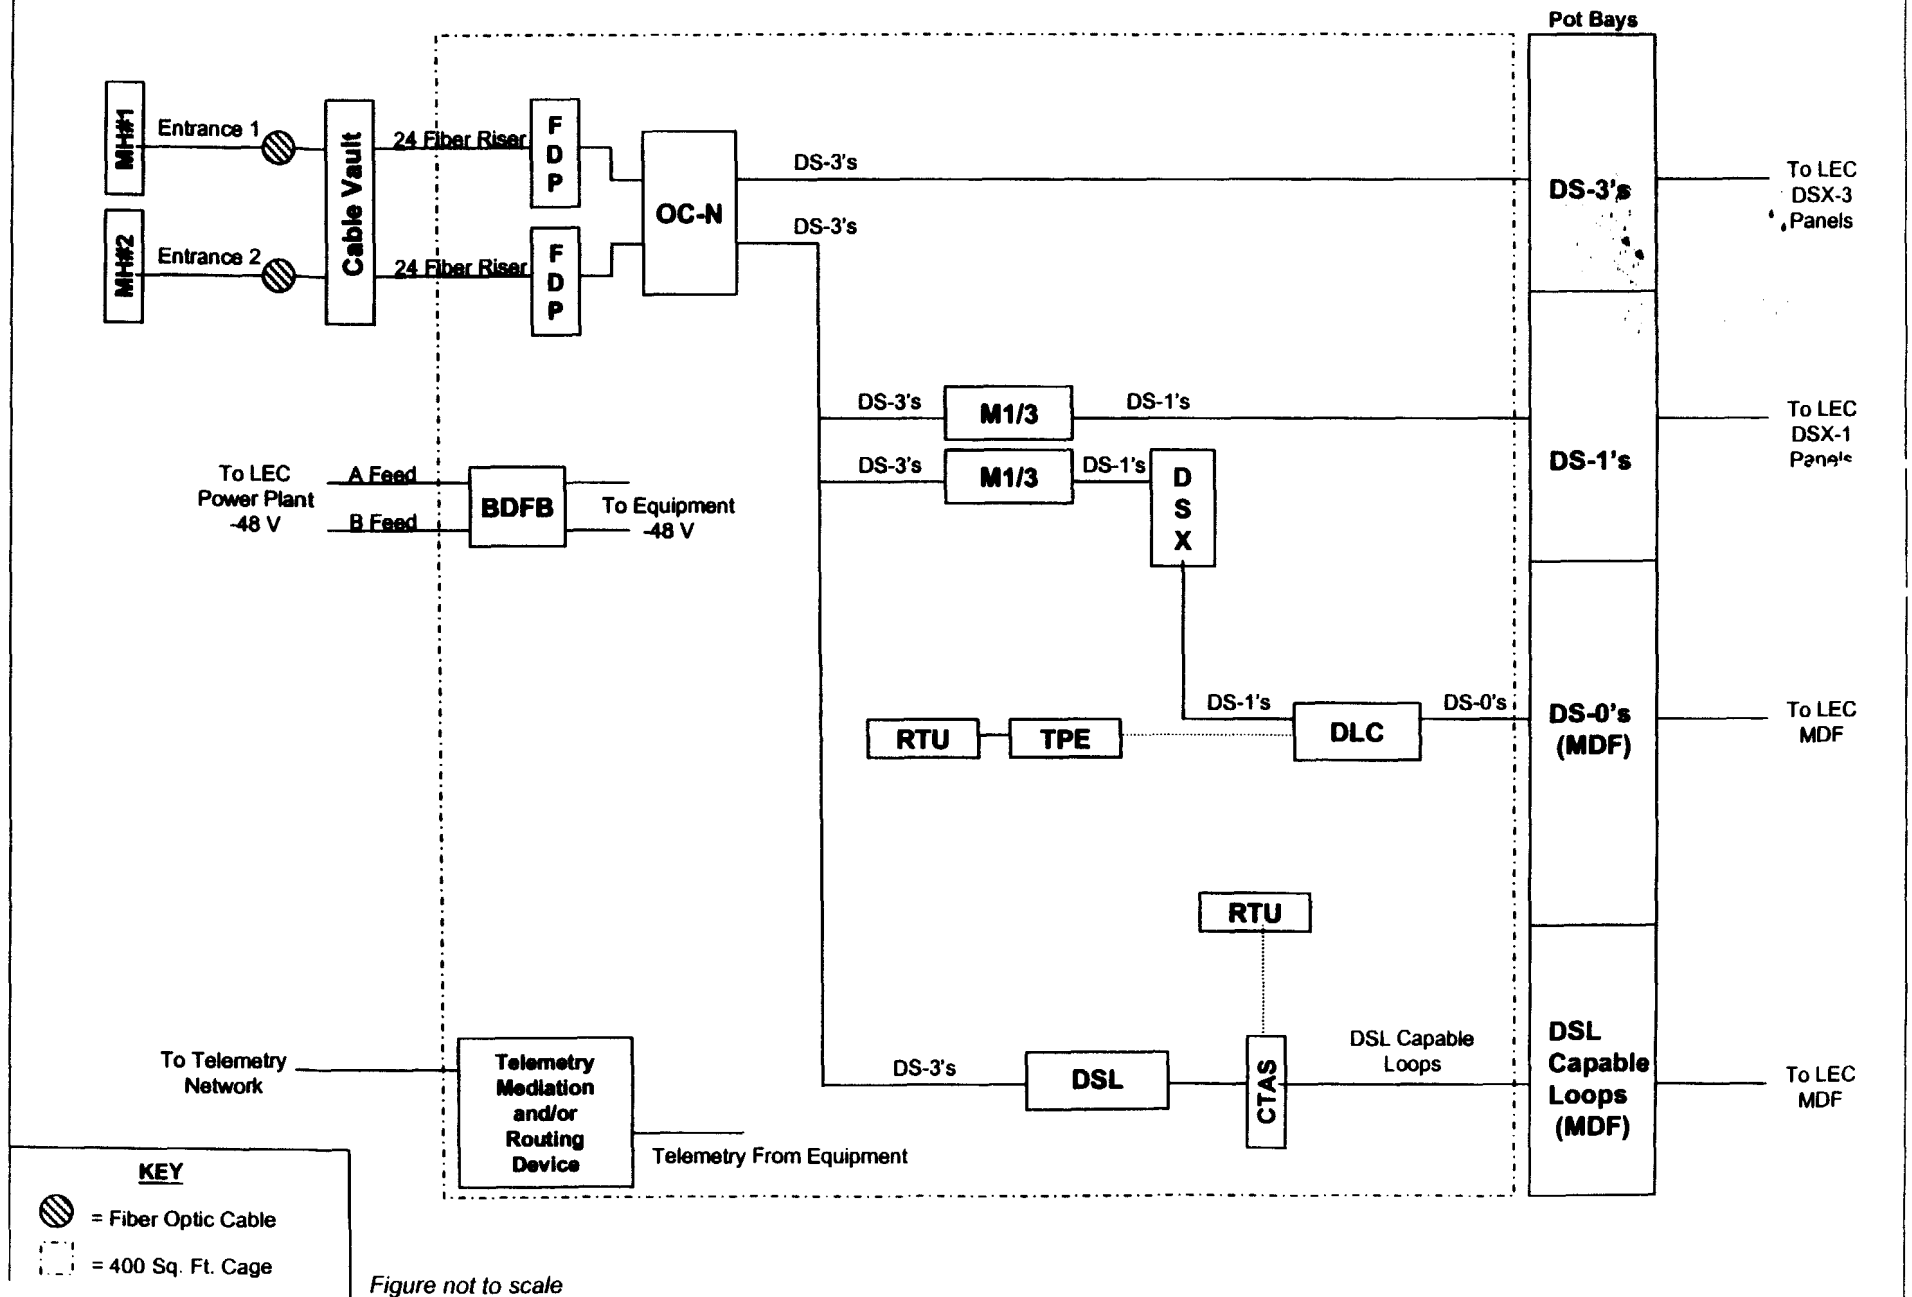 Pot Bays
MH#1
Entrance 1
Cable Vault
24 Fiber Riser
F
D
P
OC-N
DS-3's
DS-3's
DS-3's
To LEC
DSX-3
Panels
MH#2
Entrance 2
24 Fiber Riser
F
D
P
DS-3's
M1/3
DS-1's
DS-1's
To LEC
DSX-1
Panels
DS-3's
M1/3
DS-1's
D
S
X
To LEC
Power Plant
-48 V
A Feed
B Feed
BDFB
To Equipment
-48 V
RTU
TPE
DS-1's
DLC
DS-0's
DS-0's
(MDF)
To LEC
MDF
RTU
To Telemetry
Network
Telemetry
Mediation
and/or
Routing
Device
Telemetry From Equipment
DS-3's
DSL
CTAS
DSL Capable
Loops
DSL
Capable
Loops
(MDF)
To LEC
MDF
KEY
= Fiber Optic Cable
= 400 Sq. Ft. Cage
Figure not to scale